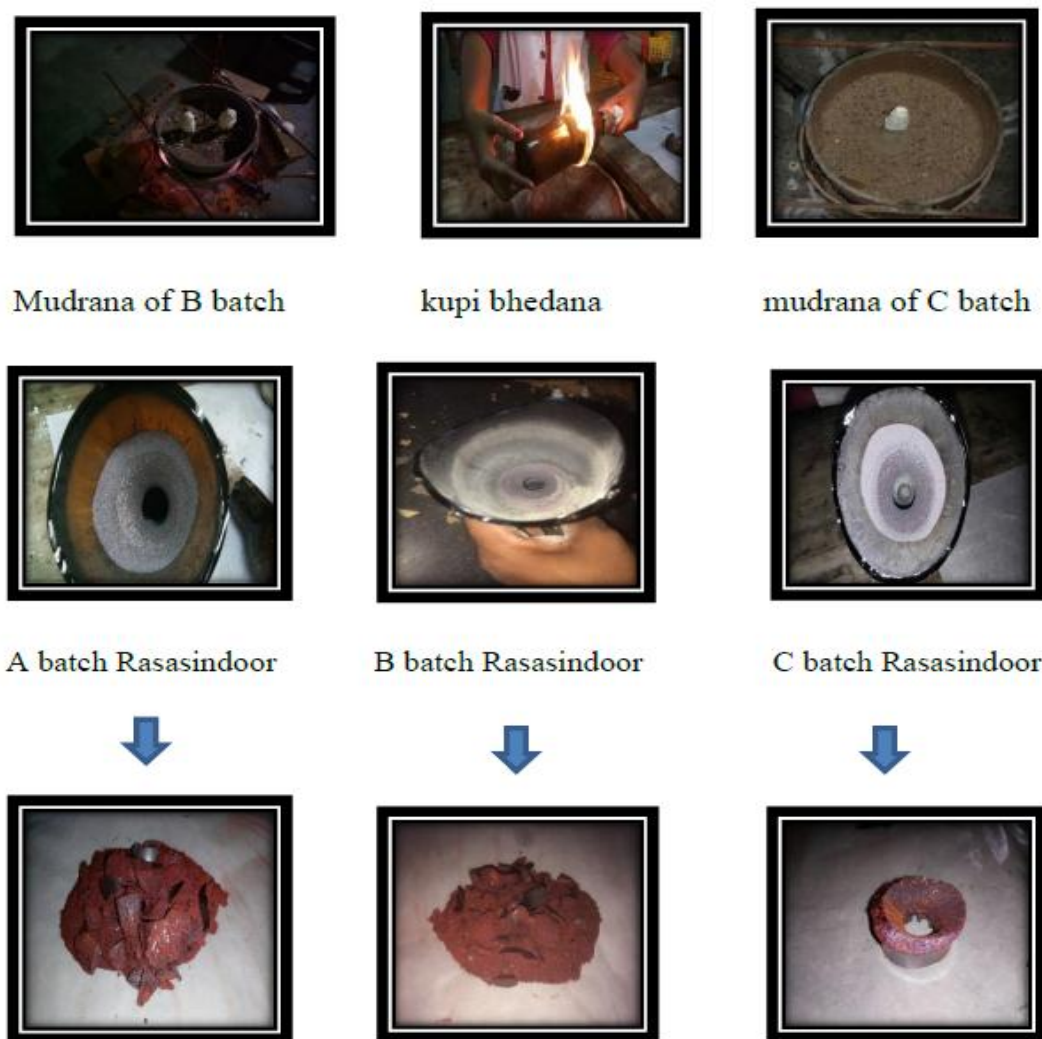 Mudrana of B batch
kupi bhedana
mudrana of C batch
A batch Rasasindoor
B batch Rasasindoor
C batch Rasasindoor